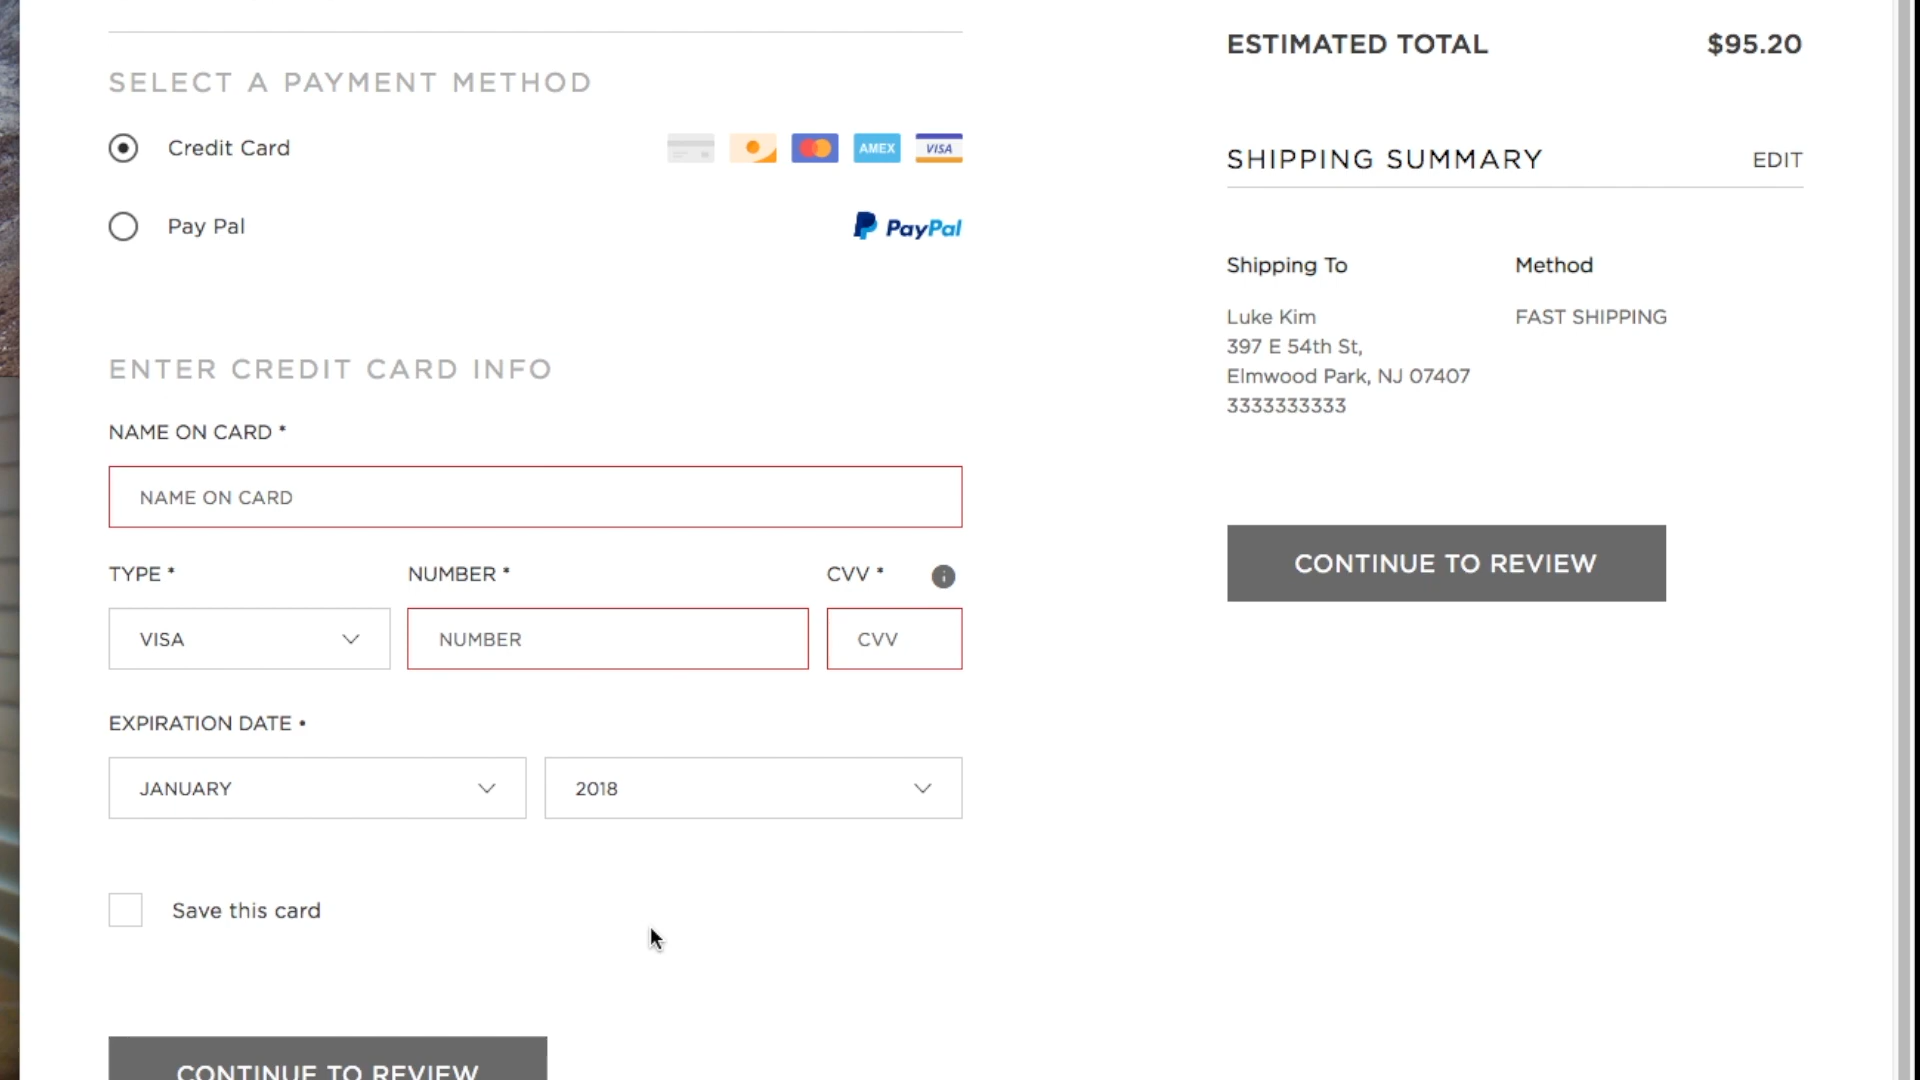 SELECT A PAYMENT METHOD
Credit Card
AMEX
VISA
Pay Pal
PayPal
ENTER CREDIT CARD INFO
NAME ON CARD *
NAME ON CARD
TYPE *
NUMBER *
CVV *
i
VISA
NUMBER
CVV
EXPIRATION DATE •
JANUARY
2018
Save this card
CONTINUE TO REVIEW
ESTIMATED TOTAL $95.20
SHIPPING SUMMARY EDIT
Shipping To
Luke Kim
397 E 54th St,
Elmwood Park, NJ 07407
3333333333
Method
FAST SHIPPING
CONTINUE TO REVIEW